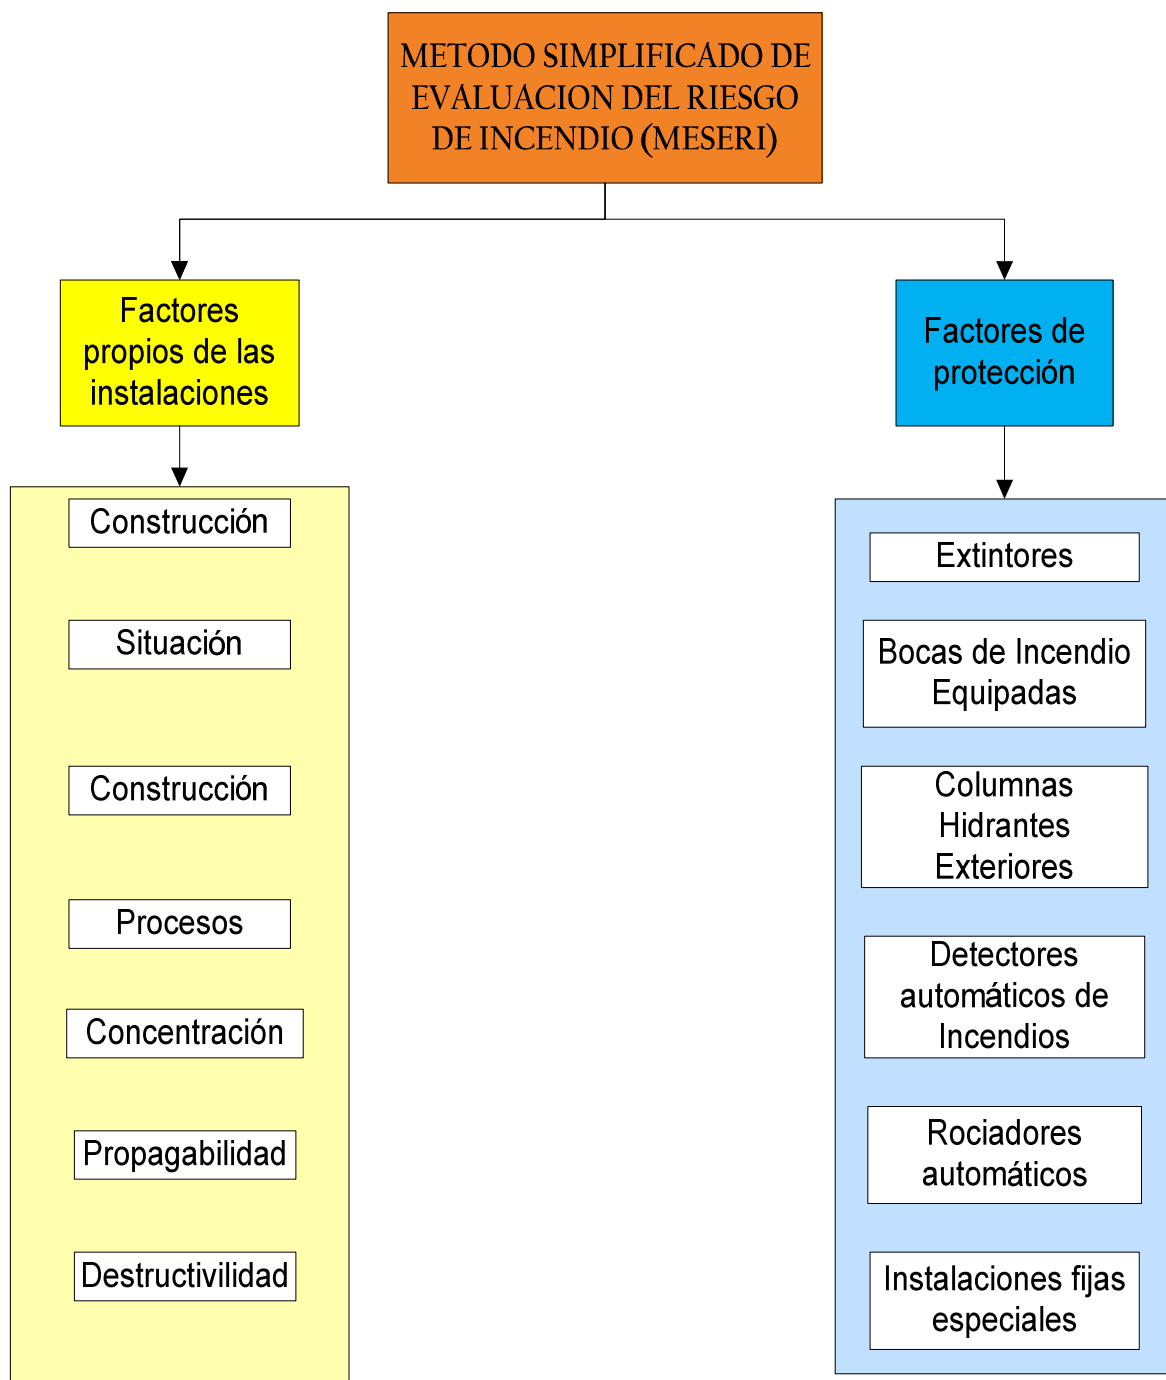 METODO SIMPLIFICADO DE
EVALUACION DEL RIESGO
DE INCENDIO (MESERI)
Factores
propios de las
instalaciones
Construcción
Situación
Construcción
Procesos
Concentración
Propagabilidad
Destructivilidad
Factores de
protección
Extintores
Bocas de Incendio
Equipadas
Columnas
Hidrantes
Exteriores
Detectores
automáticos de
Incendios
Rociadores
automáticos
Instalaciones fijas
especiales